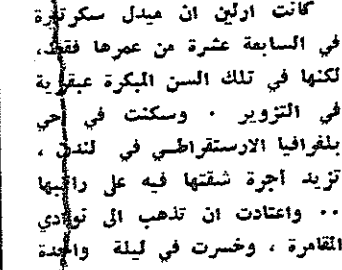 كانت ارلين ان ميدل سكرتيرة
في السابعة عشرة من عمرها فقط،
لكنها في تلك السن المبكرة عبقرية
في التزوير . وسكنت في حي
بلغرافيا الارستقراطي في لندن ،
تزيد اجرة شقتها فيه على راتبها
.. واعتادت ان تذهب الى نوادي
المقامرة ، وخسرت في ليلة واحدة